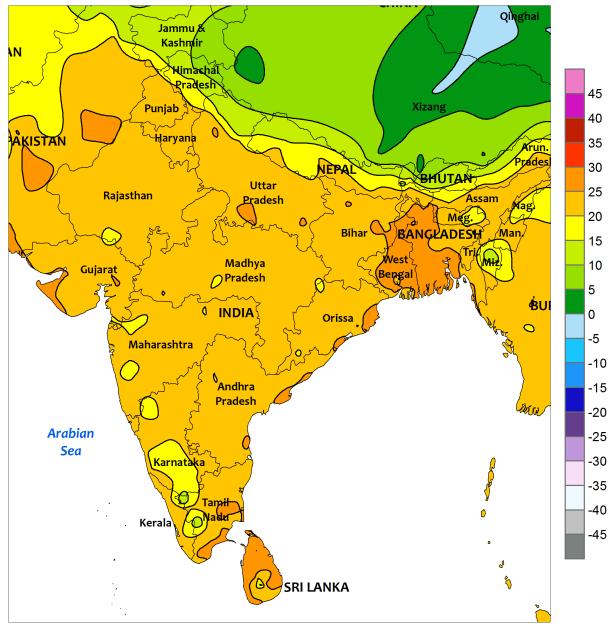 CHINA
Qinghai
Jammu &
Kashmir
AN
Himachal
Pradesh
Xizang
Punjab
PAKISTAN
Haryana
Arun.
Pradesh
NEPAL
BHUTAN
Rajasthan
Uttar
Pradesh
Assam
Nag.
Meg.
Bihar
BANGLADESH
Man.
Tri.
Miz.
West
Bengal
Gujarat
Madhya
Pradesh
INDIA
Orissa
BUR
Maharashtra
Andhra
Pradesh
Arabian
Sea
Karnataka
Tamil
Nadu
Kerala
SRI LANKA
45
40
35
30
25
20
15
10
5
0
-5
-10
-15
-20
-25
-30
-35
-40
-45